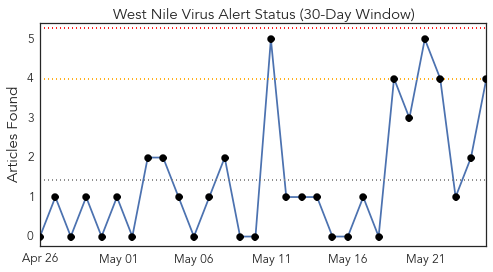 West Nile Virus Alert Status (30-Day Window)
Articles Found
5
4
3
2
1
0
Apr 26
May 01
May 06
May 11
May 16
May 21